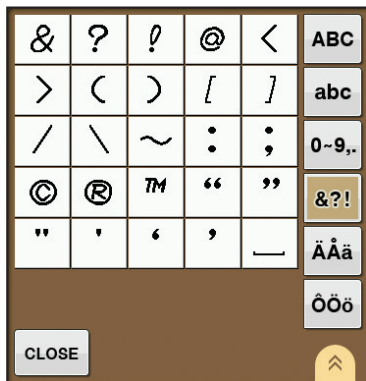 & ? ! @ < ABC
> ( ) [ ] abc
/ \ ~ : ; 0~9,.
© ® ™ “ ” &?!
" ' ‘ ’ ⎵ ÄÅä
ÔÖö
CLOSE